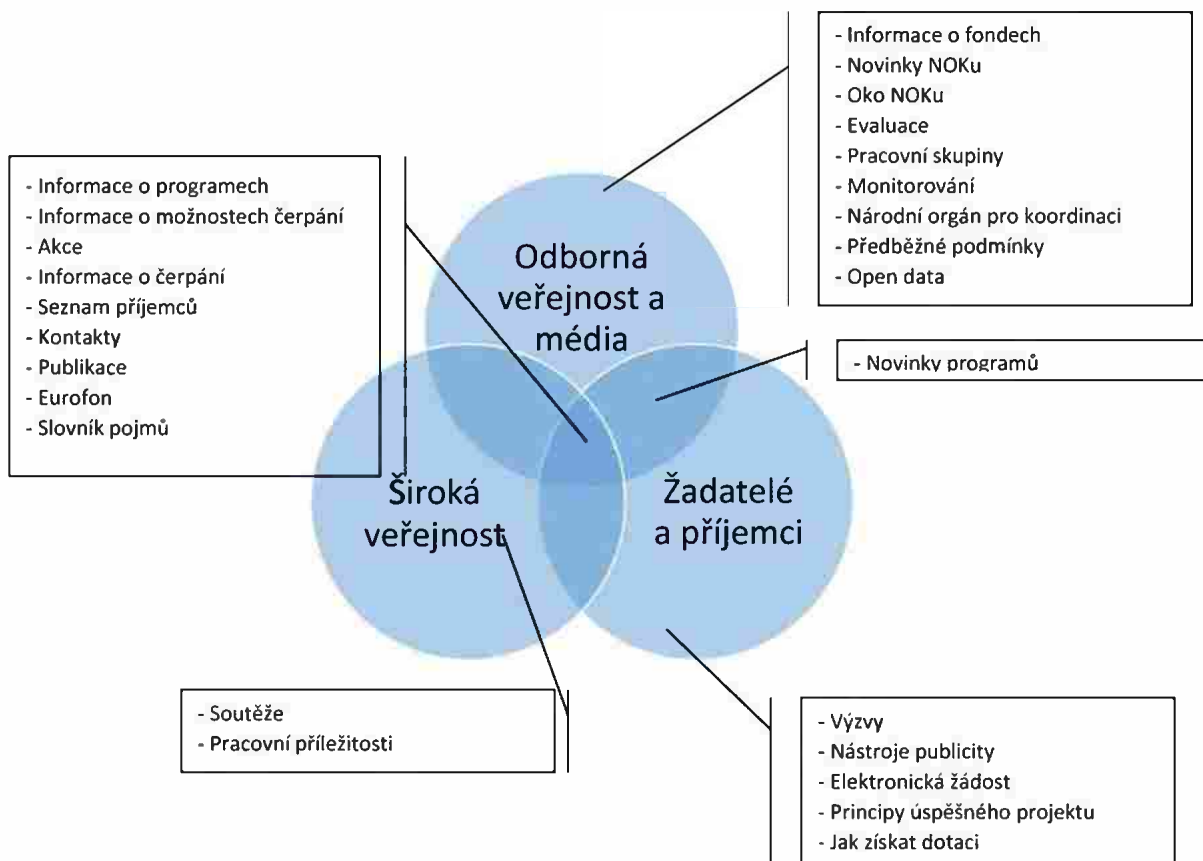 - Informace o fondech
- Novinky NOKu
- Oko NOKu
- Evaluace
- Pracovní skupiny
- Monitorování
- Národní orgán pro koordinaci
- Předběžné podmínky
- Open data
- Informace o programech
- Informace o možnostech čerpání
- Akce
- Informace o čerpání
- Seznam příjemců
- Kontakty
- Publikace
- Eurofon
- Slovník pojmů
Odborná
veřejnost a
média
- Novinky programů
Široká
veřejnost
Žadatelé
a příjemci
- Soutěže
- Pracovní příležitosti
- Výzvy
- Nástroje publicity
- Elektronická žádost
- Principy úspěšného projektu
- Jak získat dotaci